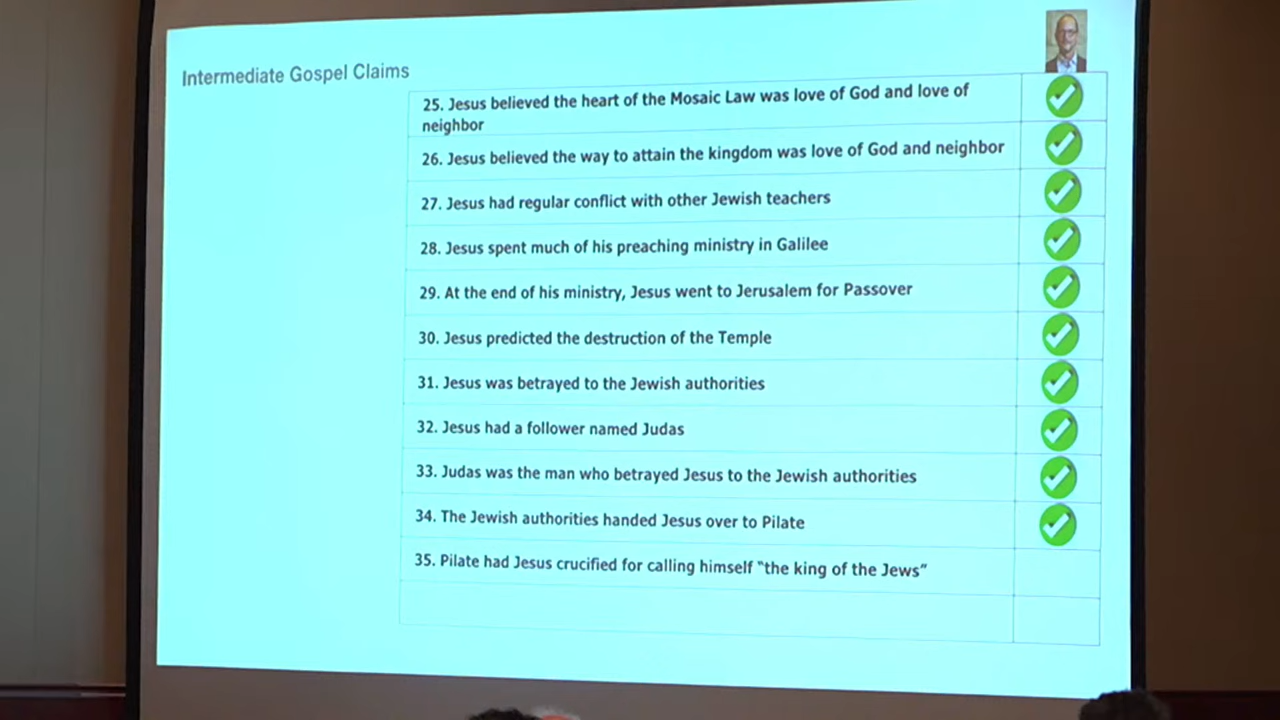 Intermediate Gospel Claims
25. Jesus believed the heart of the Mosaic Law was love of God and love of
neighbor
26. Jesus believed the way to attain the kingdom was love of God and neighbor
27. Jesus had regular conflict with other Jewish teachers
28. Jesus spent much of his preaching ministry in Galilee
29. At the end of his ministry, Jesus went to Jerusalem for Passover
30. Jesus predicted the destruction of the Temple
31. Jesus was betrayed to the Jewish authorities
32. Jesus had a follower named Judas
33. Judas was the man who betrayed Jesus to the Jewish authorities
34. The Jewish authorities handed Jesus over to Pilate
35. Pilate had Jesus crucified for calling himself "the king of the Jews"